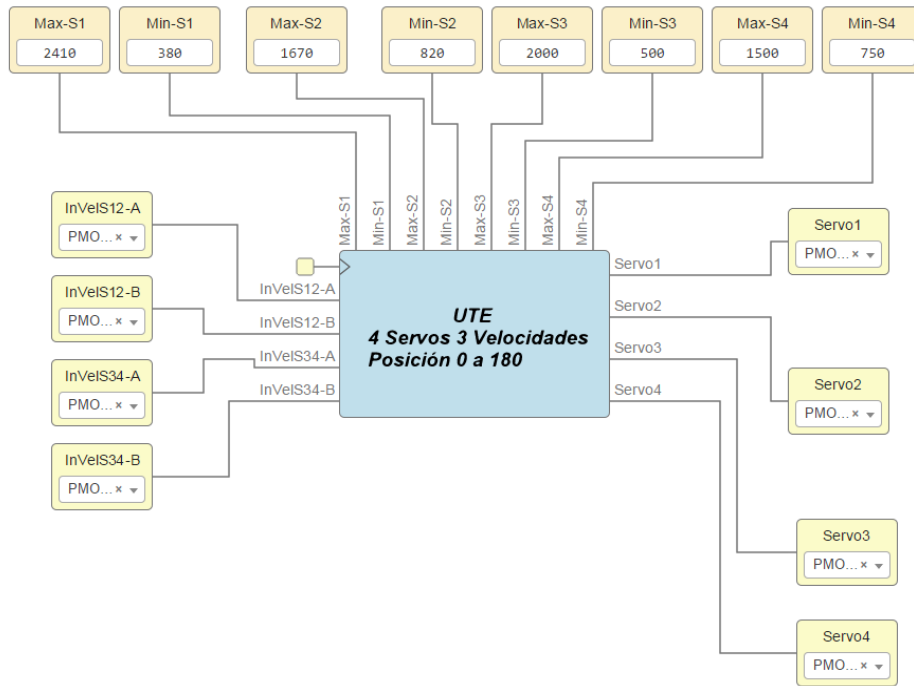 Max-S1
Min-S1
Max-S2
Min-S2
Max-S3
Min-S3
Max-S4
Min-S4
2410
380
1670
820
2000
500
1500
750
Max-S1
Min-S1
Max-S2
Min-S2
Max-S3
Min-S3
Max-S4
Min-S4
InVelS12-A
PMO... × 
InVelS12-B
PMO... × 
InVelS34-A
PMO... × 
InVelS34-B
PMO... × 
InVelS12-A
InVelS12-B
InVelS34-A
InVelS34-B
UTE
4 Servos 3 Velocidades
Posición 0 a 180
Servo1
Servo2
Servo3
Servo4
Servo1
PMO... × 
Servo2
PMO... × 
Servo3
PMO... × 
Servo4
PMO... ×